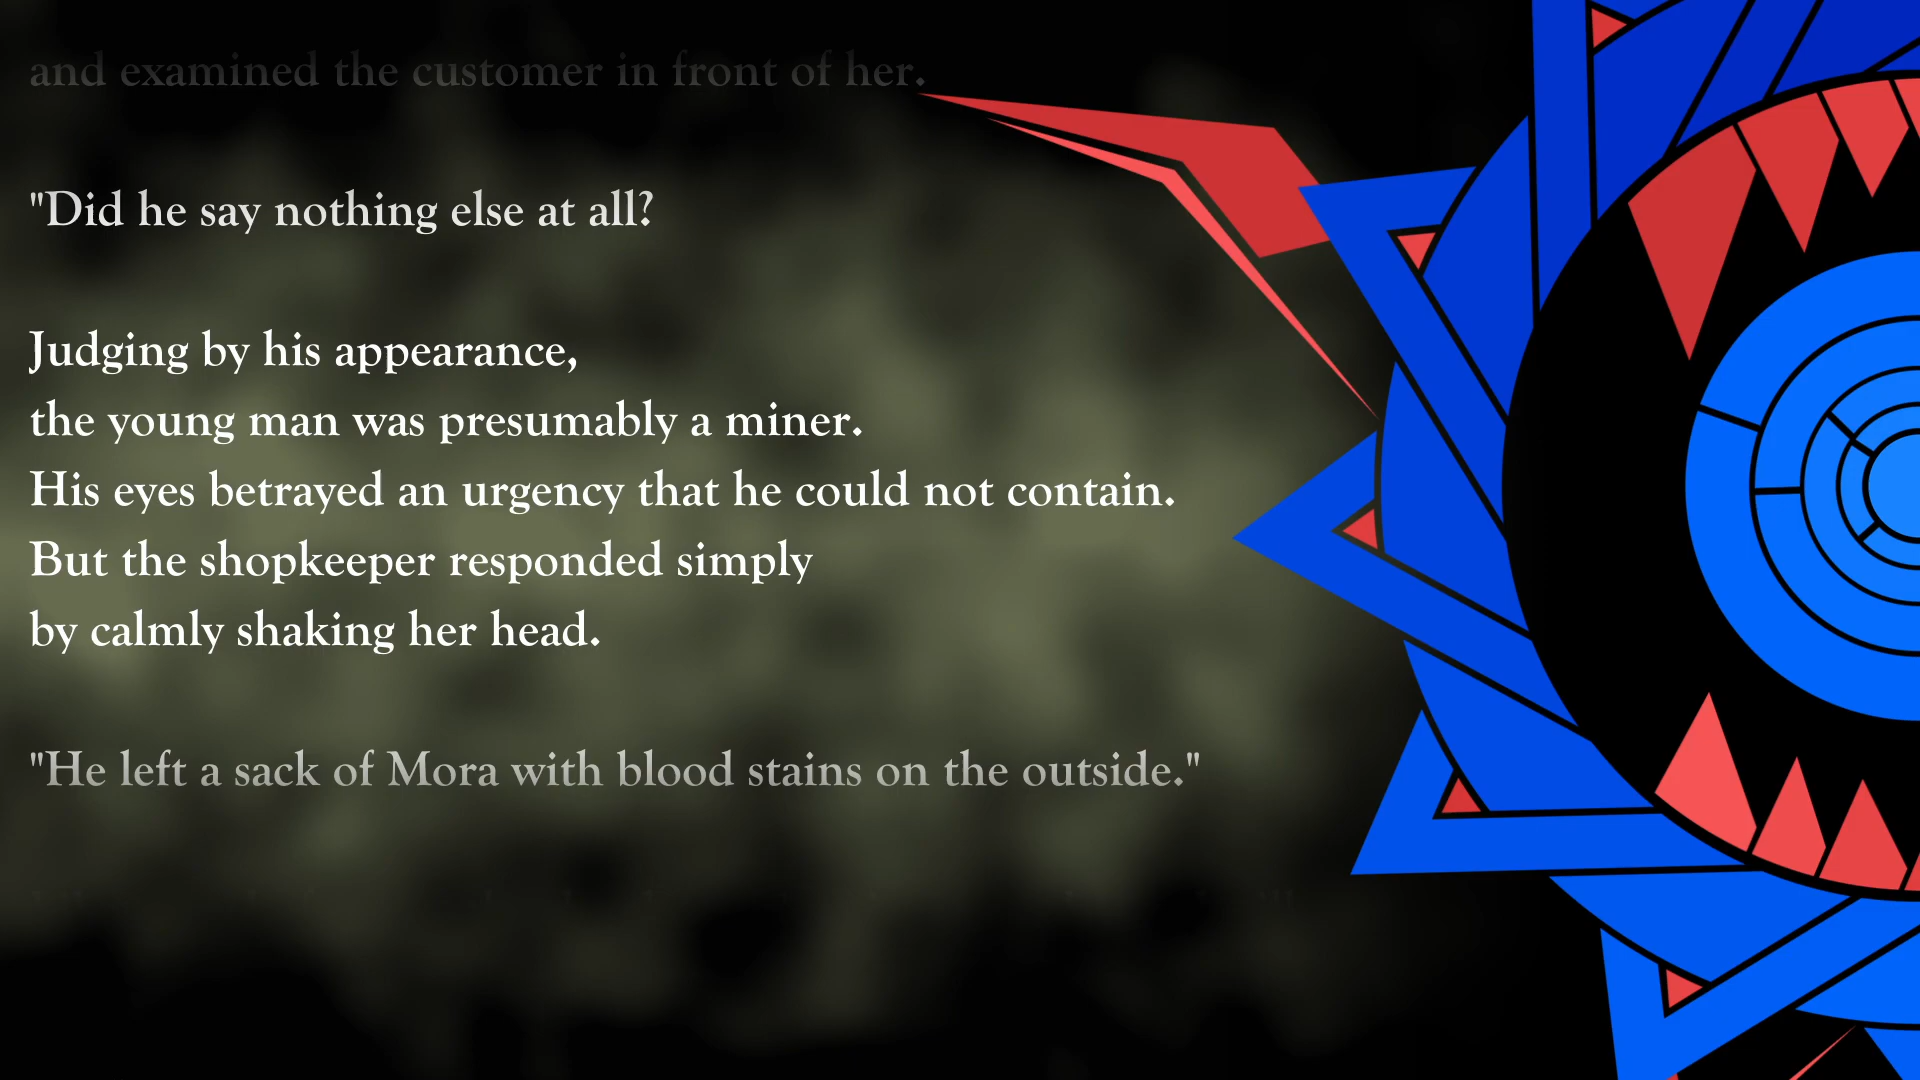 and examined the customer in front of her.
"Did he say nothing else at all?
Judging by his appearance,
the young man was presumably a miner.
His eyes betrayed an urgency that he could not contain.
But the shopkeeper responded simply
by calmly shaking her head.
"He left a sack of Mora with blood stains on the outside."